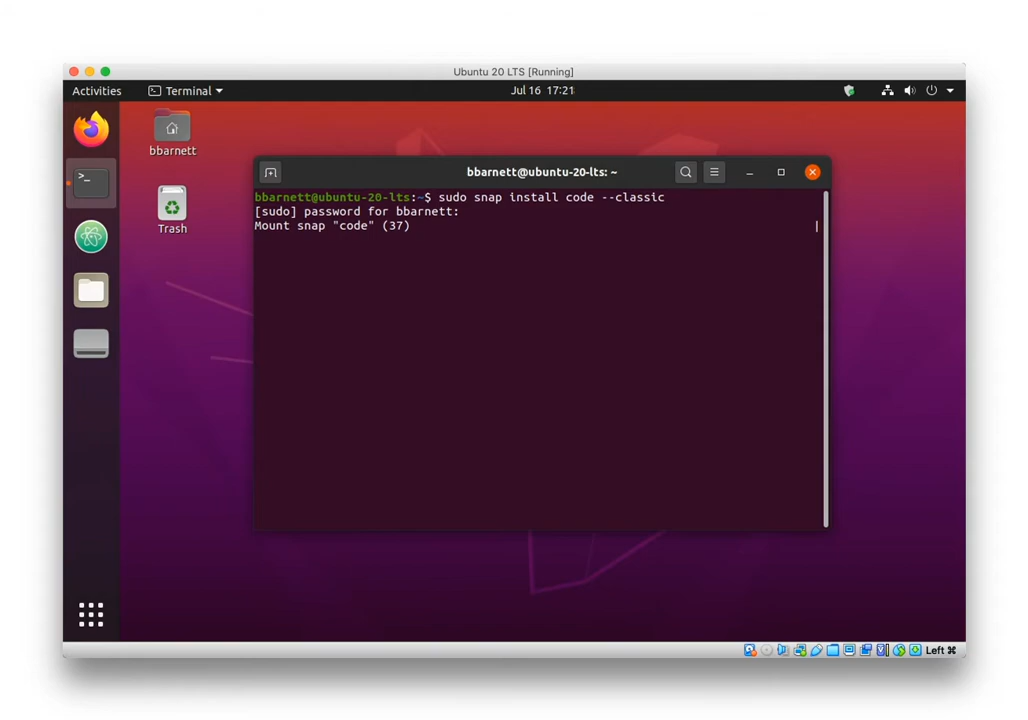 Ubuntu 20 LTS [Running]
Activities
Terminal
Jul 16 17:21
bbarnett
Trash
bbarnett@ubuntu-20-lts: ~
bbarnett@ubuntu-20-lts:~$ sudo snap install code --classic
[sudo] password for bbarnett:
Mount snap "code" (37)
Left ⌘